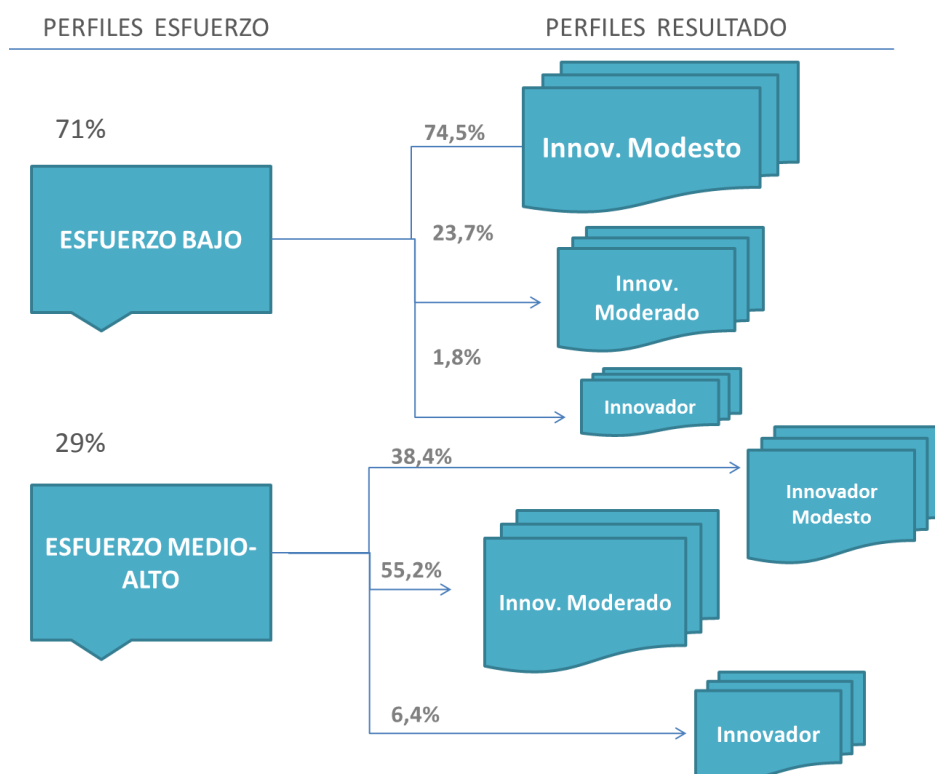 PERFILES ESFUERZO
PERFILES RESULTADO
71%
ESFUERZO BAJO
74,5%
Innov. Modesto
23,7%
Innov.
Moderado
1,8%
Innovador
29%
ESFUERZO MEDIO-
ALTO
38,4%
Innovador
Modesto
55,2%
Innov. Moderado
6,4%
Innovador